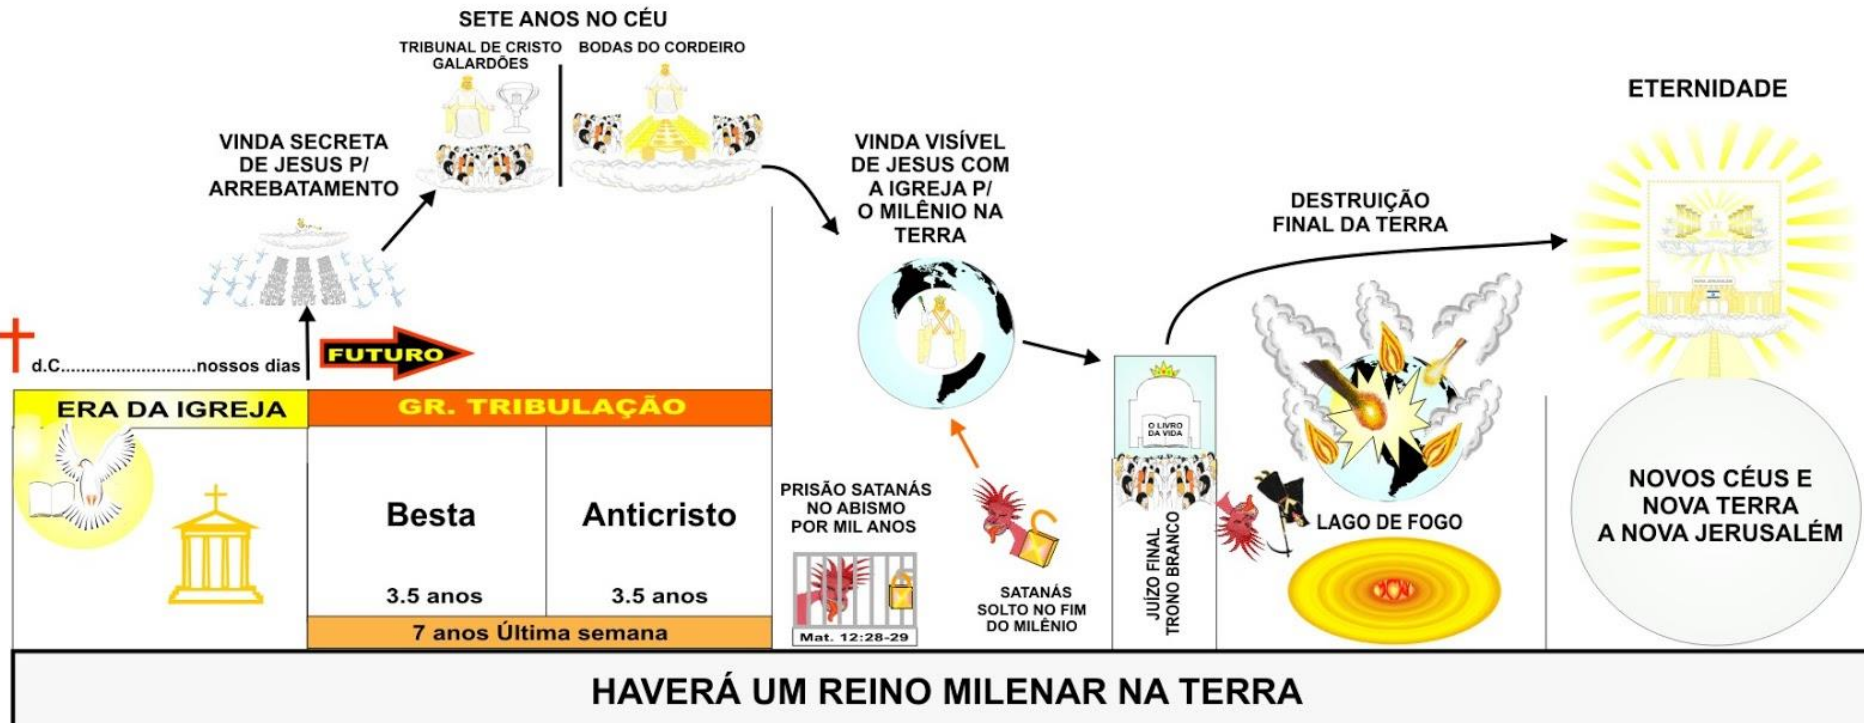 SETE ANOS NO CÉU
TRIBUNAL DE CRISTO
GALARDÕES
BODAS DO CORDEIRO
VINDA SECRETA
DE JESUS P/
ARREBATAMENTO
VINDA VISÍVEL
DE JESUS COM
A IGREJA P/
O MILÊNIO NA
TERRA
DESTRUIÇÃO
FINAL DA TERRA
ETERNIDADE
NOVA JERUSALÉM
d.C...........................nossos dias
FUTURO
ERA DA IGREJA
GR. TRIBULAÇÃO
Besta
3.5 anos
Anticristo
3.5 anos
7 anos Última semana
PRISÃO SATANÁS
NO ABISMO
POR MIL ANOS
Mat. 12:28-29
SATANÁS
SOLTO NO FIM
DO MILÊNIO
O LIVRO
DA VIDA
JUÍZO FINAL
TRONO BRANCO
LAGO DE FOGO
NOVOS CÉUS E
NOVA TERRA
A NOVA JERUSALÉM
HAVERÁ UM REINO MILENAR NA TERRA